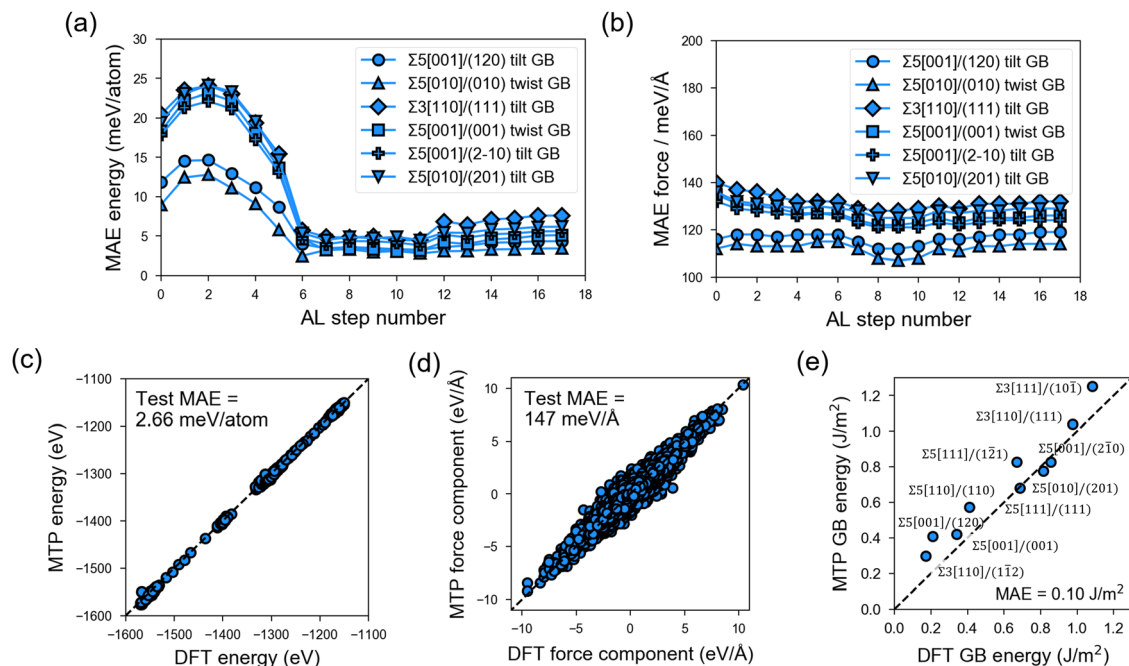 (a)
30
25
20
15
10
5
0
MAE energy (meV/atom)
Σ5[001]/(120) tilt GB
Σ5[010]/(010) twist GB
Σ3[110]/(111) tilt GB
Σ5[001]/(001) twist GB
Σ5[001]/(2-10) tilt GB
Σ5[010]/(201) tilt GB
0 2 4 6 8 10 12 14 16 18
AL step number
(b)
200
180
160
140
120
100
MAE force / meV/Å
Σ5[001]/(120) tilt GB
Σ5[010]/(010) twist GB
Σ3[110]/(111) tilt GB
Σ5[001]/(001) twist GB
Σ5[001]/(2-10) tilt GB
Σ5[010]/(201) tilt GB
0 2 4 6 8 10 12 14 16 18
AL step number
(c)
−1100
−1200
−1300
−1400
−1500
−1600
MTP energy (eV)
Test MAE =
2.66 meV/atom
−1600 −1500 −1400 −1300 −1200 −1100
DFT energy (eV)
(d)
10
5
0
−5
−10
MTP force component (eV/Å)
Test MAE =
147 meV/Å
−10 −5 0 5 10
DFT force component (eV/Å)
(e)
1.2
1.0
0.8
0.6
0.4
0.2
0.0
MTP GB energy (J/m²)
Σ3[111]/(101̅)
Σ3[110]/(111)
Σ5[001]/(21̅0)
Σ5[111]/(12̅1)
Σ5[010]/(201)
Σ5[110]/(110)
Σ5[111]/(111)
Σ5[001]/(120)
Σ5[001]/(001)
Σ3[110]/(11̅2)
MAE = 0.10 J/m²
0.0 0.2 0.4 0.6 0.8 1.0 1.2
DFT GB energy (J/m²)